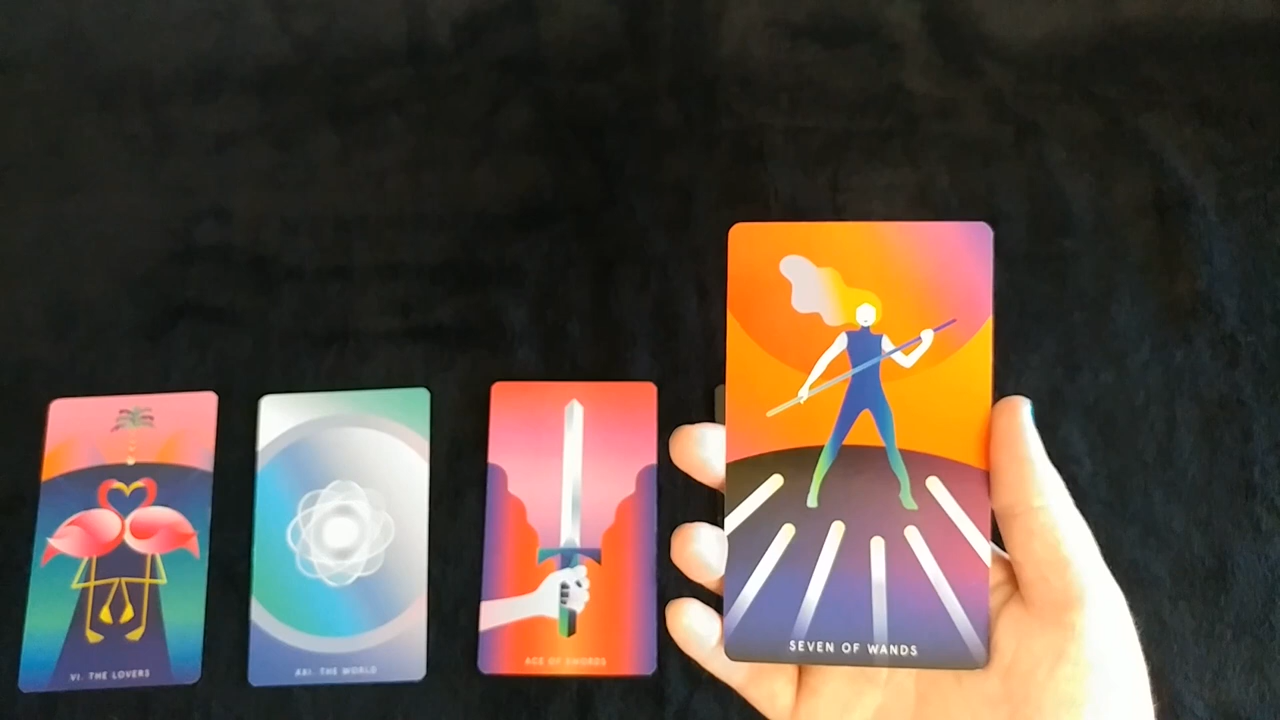 VI. THE LOVERS
XXI. THE WORLD
ACE OF SWORDS
SEVEN OF WANDS